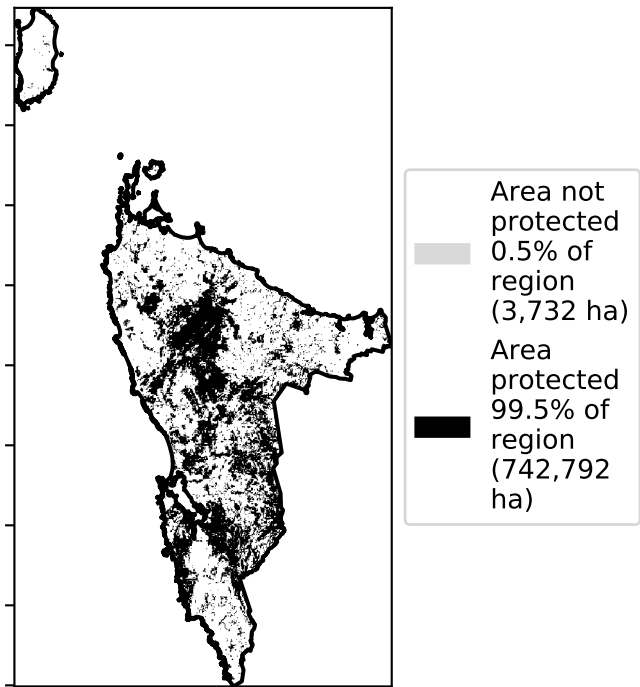 Area not
protected
0.5% of
region
(3,732 ha)
Area
protected
99.5% of
region
(742,792
ha)